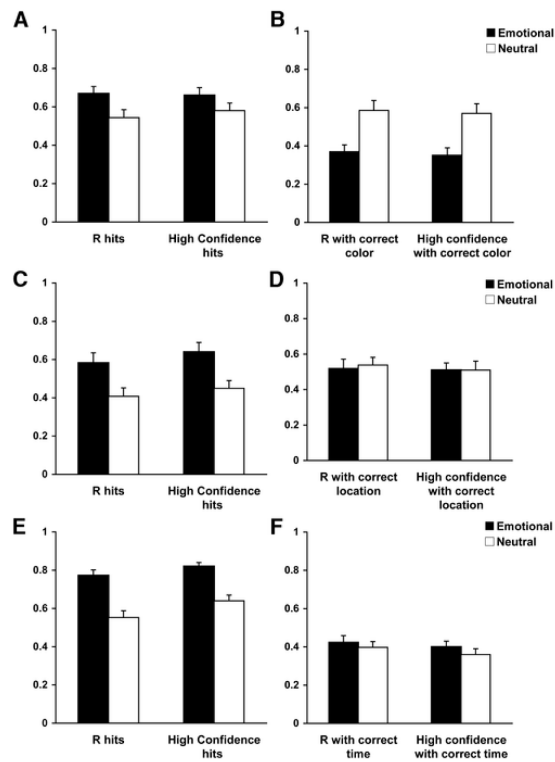 A
1
0.8
0.6
0.4
0.2
0
R hits
High Confidence
hits
B
Emotional
Neutral
1
0.8
0.6
0.4
0.2
0
R with correct
color
High confidence
with correct color
C
1
0.8
0.6
0.4
0.2
0
R hits
High Confidence
hits
D
Emotional
Neutral
1
0.8
0.6
0.4
0.2
0
R with correct
location
High confidence
with correct
location
E
1
0.8
0.6
0.4
0.2
0
R hits
High Confidence
hits
F
Emotional
Neutral
1
0.8
0.6
0.4
0.2
0
R with correct
time
High confidence
with correct time